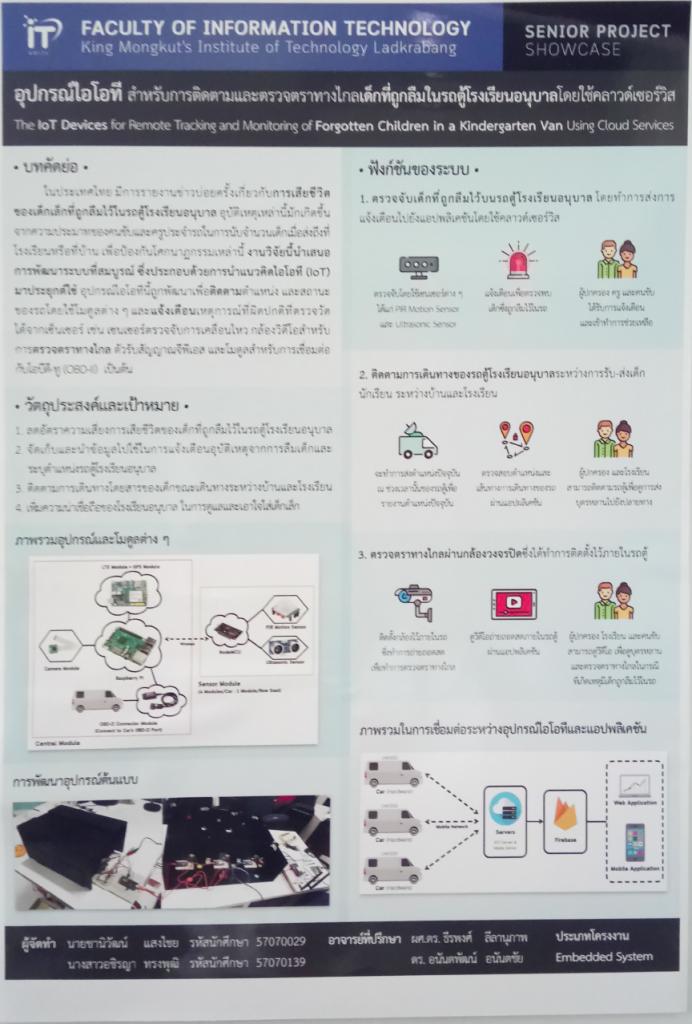 FACULTY OF INFORMATION TECHNOLOGY
King Mongkut's Institute of Technology Ladkrabang
SENIOR PROJECT
SHOWCASE
อุปกรณ์ไอโอที สำหรับการติดตามและตรวจตราทางไกลเด็กที่ถูกลืมในรถตู้โรงเรียนอนุบาลโดยใช้คลาวด์เซอร์วิส
The IoT Devices for Remote Tracking and Monitoring of Forgotten Children in a Kindergarten Van Using Cloud Services
• บทคัดย่อ •
ในประเทศไทย มีการรายงานข่าวบ่อยครั้งเกี่ยวกับการเสียชีวิต
ของเด็กเล็กที่ถูกลืมไว้ในรถตู้โรงเรียนอนุบาล อุบัติเหตุเหล่านี้มักเกิดขึ้น
จากความประมาทของคนขับและครูประจำรถในการนับจำนวนเด็กเมื่อส่งถึงที่
โรงเรียนหรือที่บ้าน เพื่อป้องกันโศกนาฏกรรมเหล่านี้ งานวิจัยนี้นำเสนอ
การพัฒนาระบบที่สมบูรณ์ ซึ่งประกอบด้วยการนำแนวคิดไอโอที (IoT)
มาประยุกต์ใช้ อุปกรณ์ไอโอทีนี้ถูกพัฒนาเพื่อติดตามตำแหน่ง และสถานะ
ของรถโดยใช้โมดูลต่าง ๆ และแจ้งเตือนเหตุการณ์ที่ผิดปกติที่ตรวจวัด
ได้จากเซ็นเซอร์ เช่น เซนเซอร์ตรวจจับการเคลื่อนไหว กล้องวิดีโอสำหรับ
การตรวจตราทางไกล ตัวรับสัญญาณจีพีเอส และโมดูลสำหรับการเชื่อมต่อ
กับโอบีดี-ทู (OBD-II) เป็นต้น
• วัตถุประสงค์และเป้าหมาย •
1. ลดอัตราความเสี่ยงการเสียชีวิตของเด็กที่ถูกลืมไว้ในรถตู้โรงเรียนอนุบาล
2. จัดเก็บและนำข้อมูลไปใช้ในการแจ้งเตือนอุบัติเหตุจากการลืมเด็กและ
ระบุตำแหน่งรถตู้โรงเรียนอนุบาล
3. ติดตามการเดินทางโดยสารของเด็กขณะเดินทางระหว่างบ้านและโรงเรียน
4. เพิ่มความน่าเชื่อถือของโรงเรียนอนุบาล ในการดูแลและเอาใจใส่เด็กเล็ก
ภาพรวมอุปกรณ์และโมดูลต่าง ๆ
LTE Module + GPS Module
Camera Module
Raspberry Pi
Wireless
NodeMCU
PIR Motion Sensor
Ultrasonic Sensor
Sensor Module
(4 Modules/Car : 1 Module/Row Seat)
OBD-II Connector Module
(Connect to Car's OBD-II Port)
Central Module
การพัฒนาอุปกรณ์ต้นแบบ
• ฟังก์ชันของระบบ •
1. ตรวจจับเด็กที่ถูกลืมไว้บนรถตู้โรงเรียนอนุบาล โดยทำการส่งการ
แจ้งเตือนไปยังแอปพลิเคชันโดยใช้คลาวด์เซอร์วิส
ตรวจจับโดยใช้เซนเซอร์ต่าง ๆ
ได้แก่ PIR Motion Sensor
และ Ultrasonic Sensor
แจ้งเตือนเมื่อตรวจพบ
เด็กซึ่งถูกลืมไว้ในรถ
ผู้ปกครอง ครู และคนขับ
ได้รับการแจ้งเตือน
และเข้าทำการช่วยเหลือ
2. ติดตามการเดินทางของรถตู้โรงเรียนอนุบาลระหว่างการรับ-ส่งเด็ก
นักเรียน ระหว่างบ้านและโรงเรียน
จะทำการส่งตำแหน่งปัจจุบัน
ณ ช่วงเวลานั้นของรถตู้เพื่อ
รายงานตำแหน่งปัจจุบัน
ตรวจสอบตำแหน่งและ
เส้นทางการเดินทางของรถ
ผ่านแอปพลิเคชัน
ผู้ปกครอง และโรงเรียน
สามารถติดตามรถตู้เพื่อดูการส่ง
บุตรหลานไปยังปลายทาง
3. ตรวจตราทางไกลผ่านกล้องวงจรปิดซึ่งได้ทำการติดตั้งไว้ภายในรถตู้
ติดตั้งกล้องไว้ภายในรถ
ซึ่งทำการถ่ายทอดสด
เพื่อทำการตรวจตราทางไกล
ดูวิดีโอถ่ายทอดสดภายในรถตู้
ผ่านแอปพลิเคชัน
ผู้ปกครอง โรงเรียน และคนขับ
สามารถดูวิดีโอ เพื่อดูบุตรหลาน
และตรวจตราทางไกลในกรณี
ที่เกิดเหตุมีเด็กถูกลืมไว้ในรถ
ภาพรวมในการเชื่อมต่อระหว่างอุปกรณ์ไอโอทีและแอปพลิเคชัน
Car (Hardware)
Car (Hardware)
Car (Hardware)
Mobile Network
Servers
Firebase
Web Application
Mobile Application
ผู้จัดทำ นายชานิวัฒน์ แสงไชย รหัสนักศึกษา 57070029
นางสาวอชิรญา ทรงพุฒิ รหัสนักศึกษา 57070139
อาจารย์ที่ปรึกษา ผศ.ดร. ธีรพงศ์ ลีลานุภาพ
ดร. อนันตพัฒน์ อนันตชัย
ประเภทโครงงาน
Embedded System